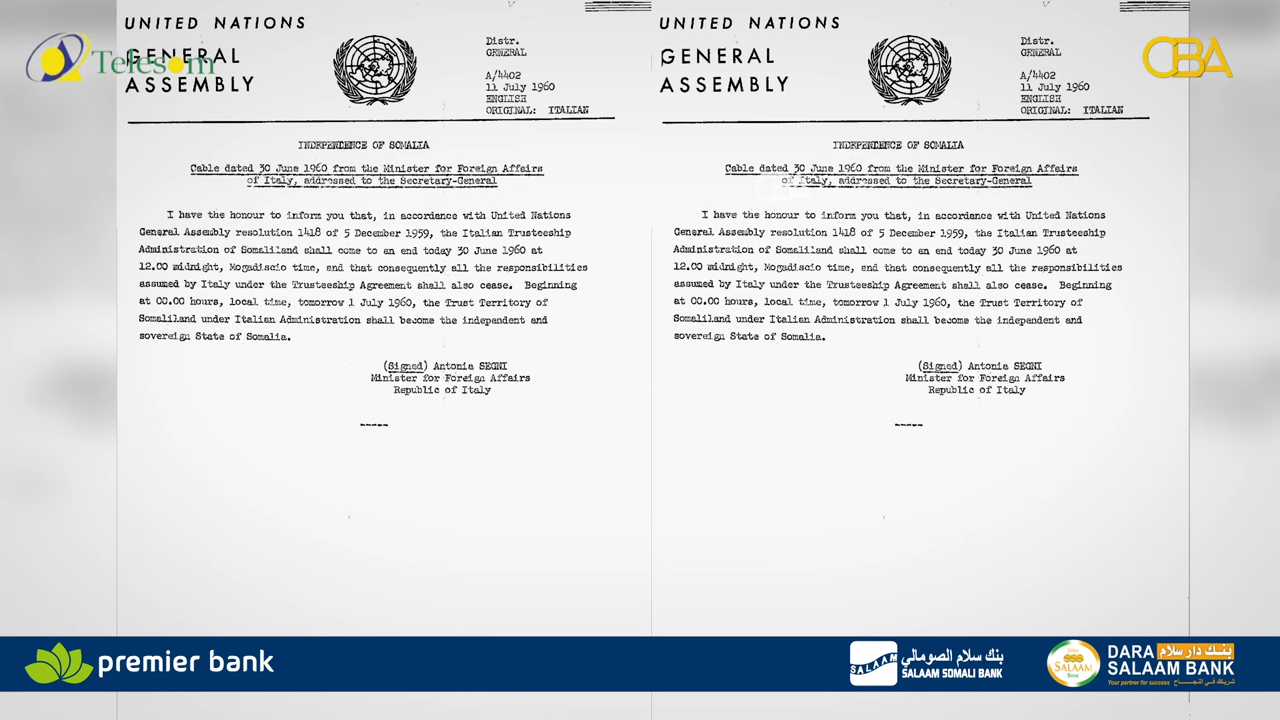 Telesom
CBA
UNITED NATIONS
GENERAL
ASSEMBLY
Distr.
GENERAL
A/4402
11 July 1960
ENGLISH
ORIGINAL: ITALIAN
INDEPENDENCE OF SOMALIA
Cable dated 30 June 1960 from the Minister for Foreign Affairs
of Italy, addressed to the Secretary-General
I have the honour to inform you that, in accordance with United Nations
General Assembly resolution 1418 of 5 December 1959, the Italian Trusteeship
Administration of Somaliland shall come to an end today 30 June 1960 at
12.00 midnight, Mogadiscio time, and that consequently all the responsibilities
assumed by Italy under the Trusteeship Agreement shall also cease. Beginning
at 00.00 hours, local time, tomorrow 1 July 1960, the Trust Territory of
Somaliland under Italian Administration shall become the independent and
sovereign State of Somalia.
(Signed) Antonia SEGNI
Minister for Foreign Affairs
Republic of Italy
UNITED NATIONS
GENERAL
ASSEMBLY
Distr.
GENERAL
A/4402
11 July 1960
ENGLISH
ORIGINAL: ITALIAN
INDEPENDENCE OF SOMALIA
Cable dated 30 June 1960 from the Minister for Foreign Affairs
of Italy, addressed to the Secretary-General
I have the honour to inform you that, in accordance with United Nations
General Assembly resolution 1418 of 5 December 1959, the Italian Trusteeship
Administration of Somaliland shall come to an end today 30 June 1960 at
12.00 midnight, Mogadiscio time, and that consequently all the responsibilities
assumed by Italy under the Trusteeship Agreement shall also cease. Beginning
at 00.00 hours, local time, tomorrow 1 July 1960, the Trust Territory of
Somaliland under Italian Administration shall become the independent and
sovereign State of Somalia.
(Signed) Antonia SEGNI
Minister for Foreign Affairs
Republic of Italy
premier bank
SALAAM
بنك سلام الصومالي
SALAAM SOMALI BANK
DARA
SALAAM
BANK
DARA بنك دار سلام
SALAAM BANK
Your partner for success شريكك في النجاح